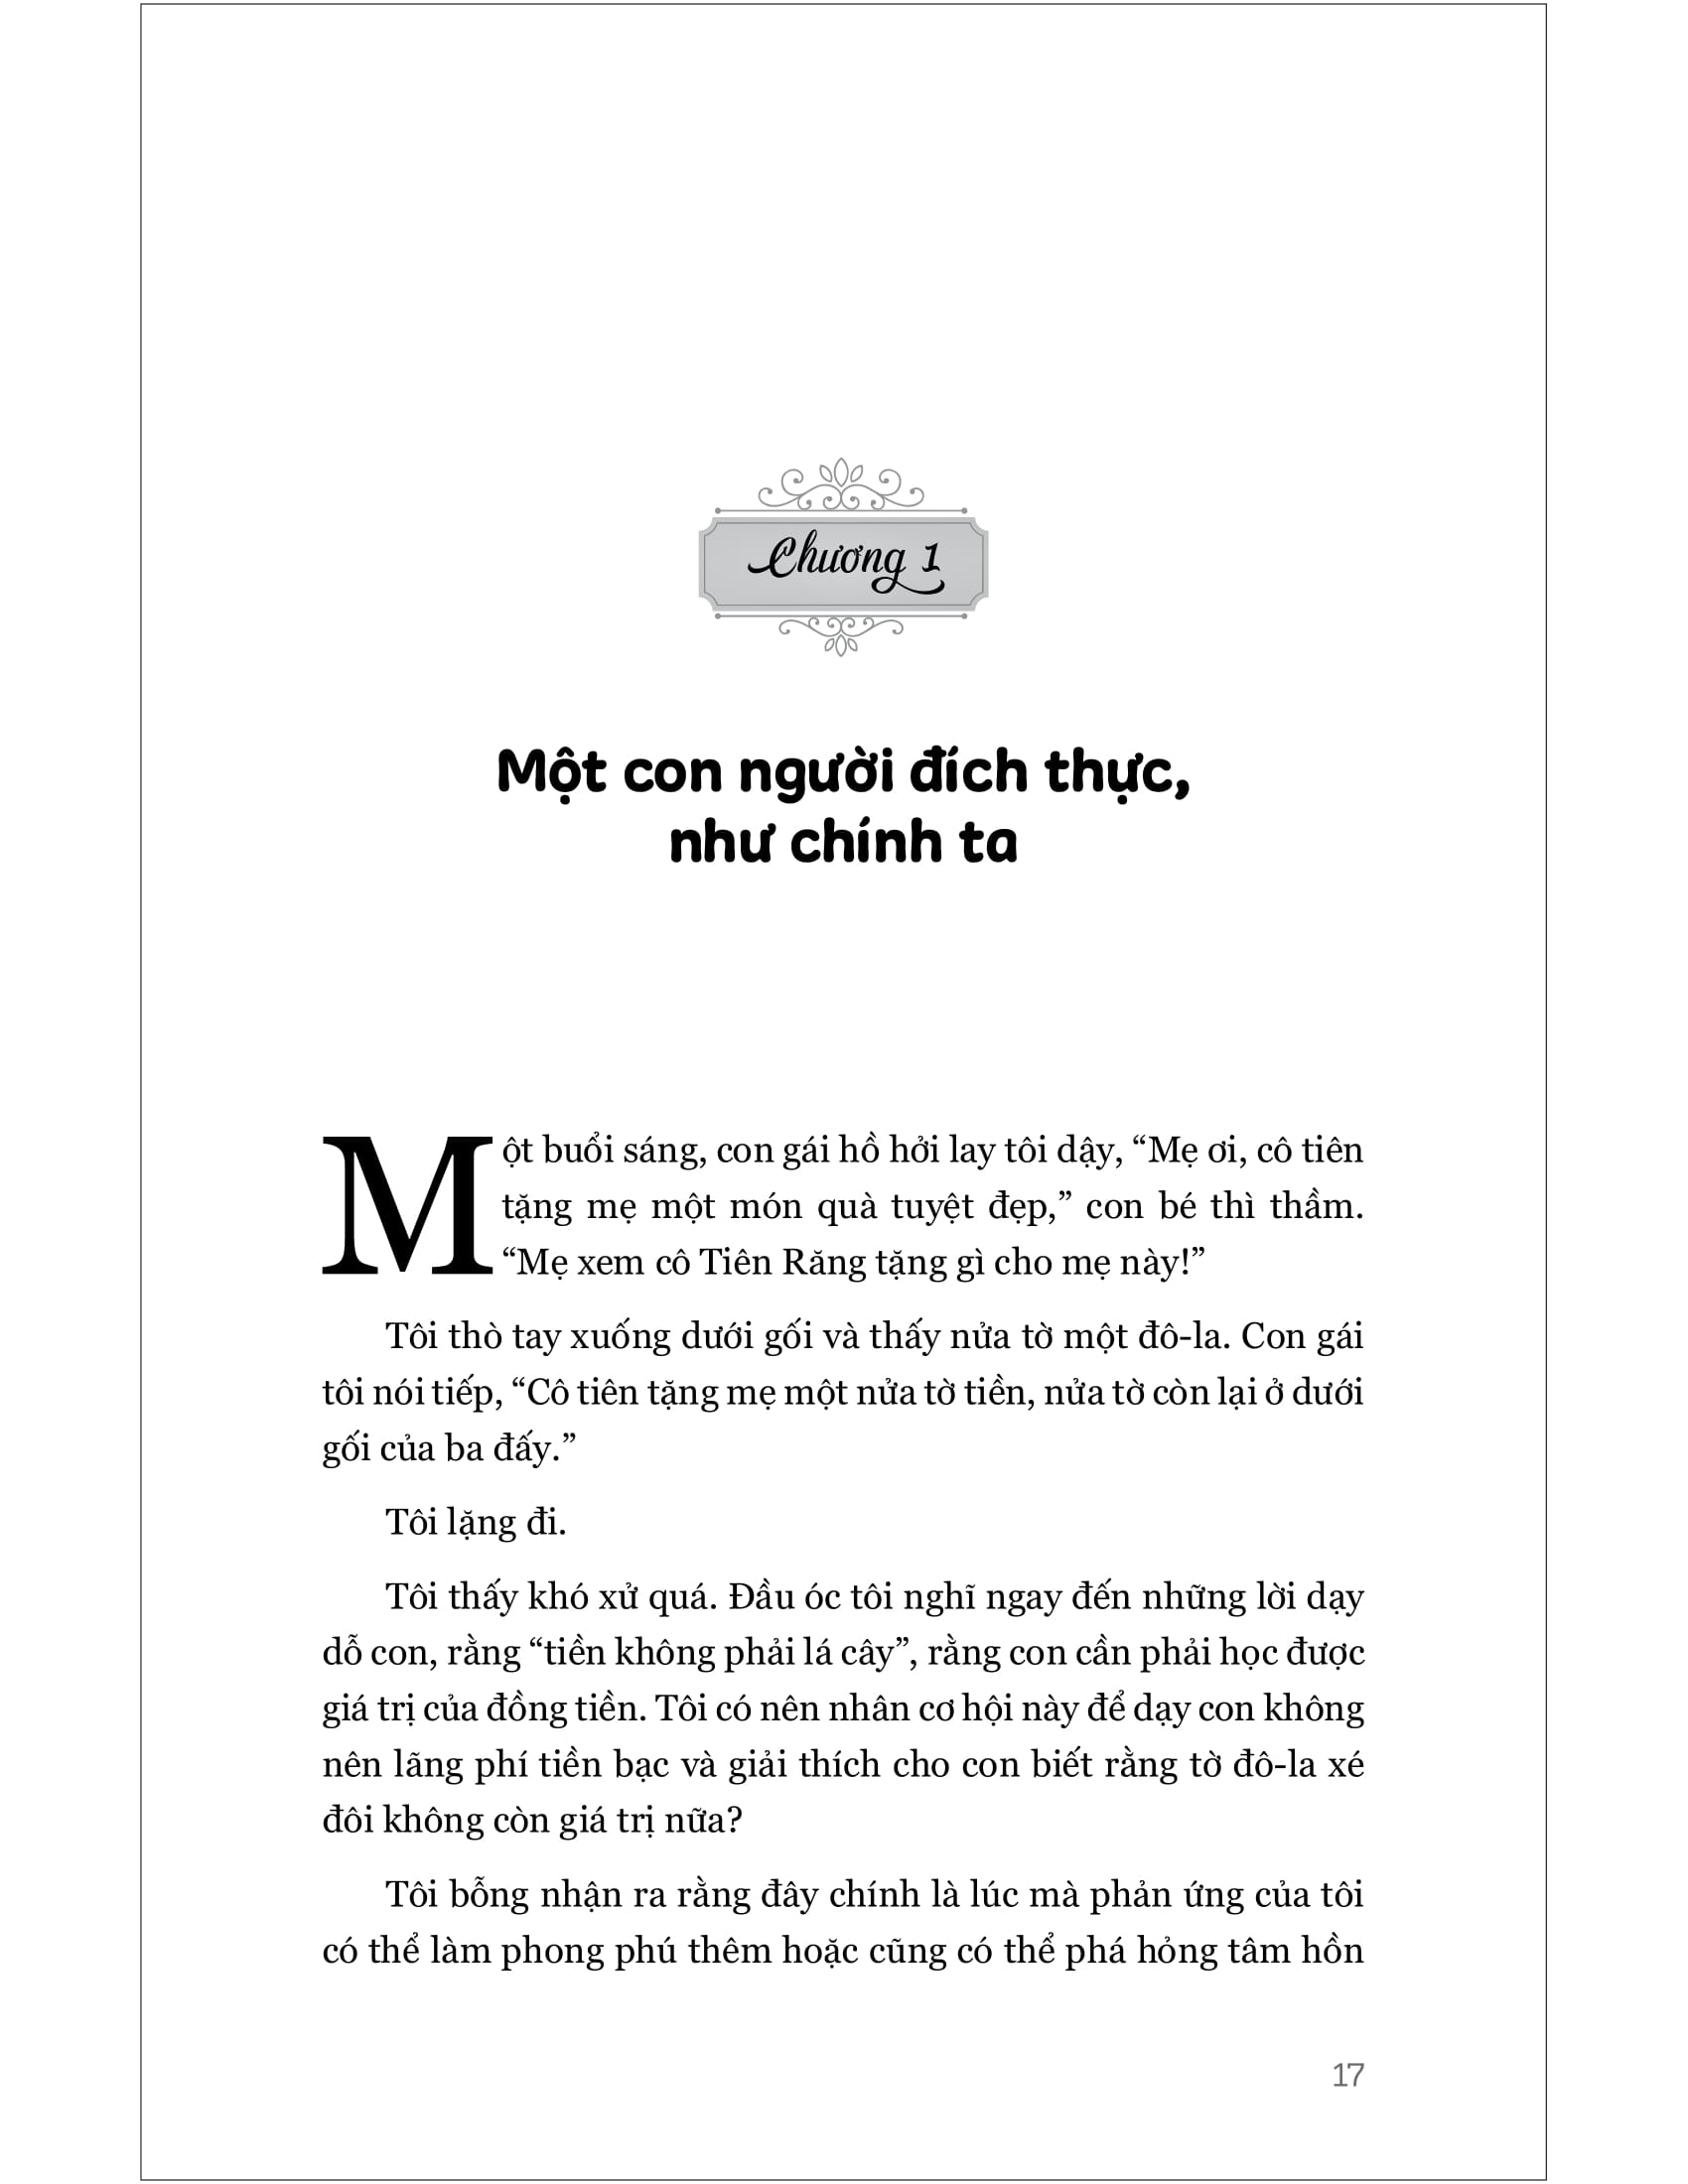 Chương 1
Một con người đích thực,
như chính ta
Một buổi sáng, con gái hồ hởi lay tôi dậy, “Mẹ ơi, cô tiên
tặng mẹ một món quà tuyệt đẹp,” con bé thì thầm.
“Mẹ xem cô Tiên Răng tặng gì cho mẹ này!”
Tôi thò tay xuống dưới gối và thấy nửa tờ một đô-la. Con gái
tôi nói tiếp, “Cô tiên tặng mẹ một nửa tờ tiền, nửa tờ còn lại ở dưới
gối của ba đấy.”
Tôi lặng đi.
Tôi thấy khó xử quá. Đầu óc tôi nghĩ ngay đến những lời dạy
dỗ con, rằng “tiền không phải lá cây”, rằng con cần phải học được
giá trị của đồng tiền. Tôi có nên nhân cơ hội này để dạy con không
nên lãng phí tiền bạc và giải thích cho con biết rằng tờ đô-la xé
đôi không còn giá trị nữa?
Tôi bỗng nhận ra rằng đây chính là lúc mà phản ứng của tôi
có thể làm phong phú thêm hoặc cũng có thể phá hỏng tâm hồn
17